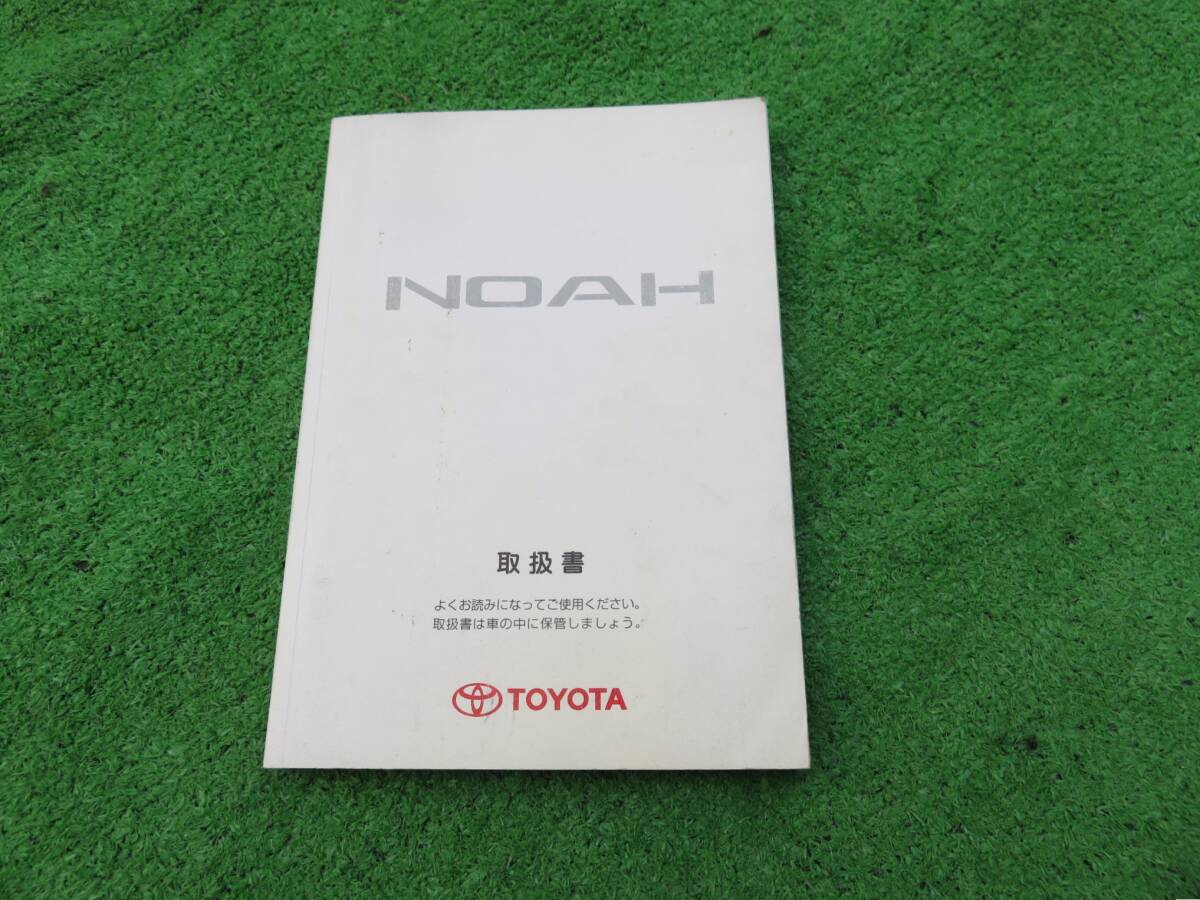 NOAH
取扱書
よくお読みになってご使用ください。
取扱書は車の中に保管しましょう。
TOYOTA